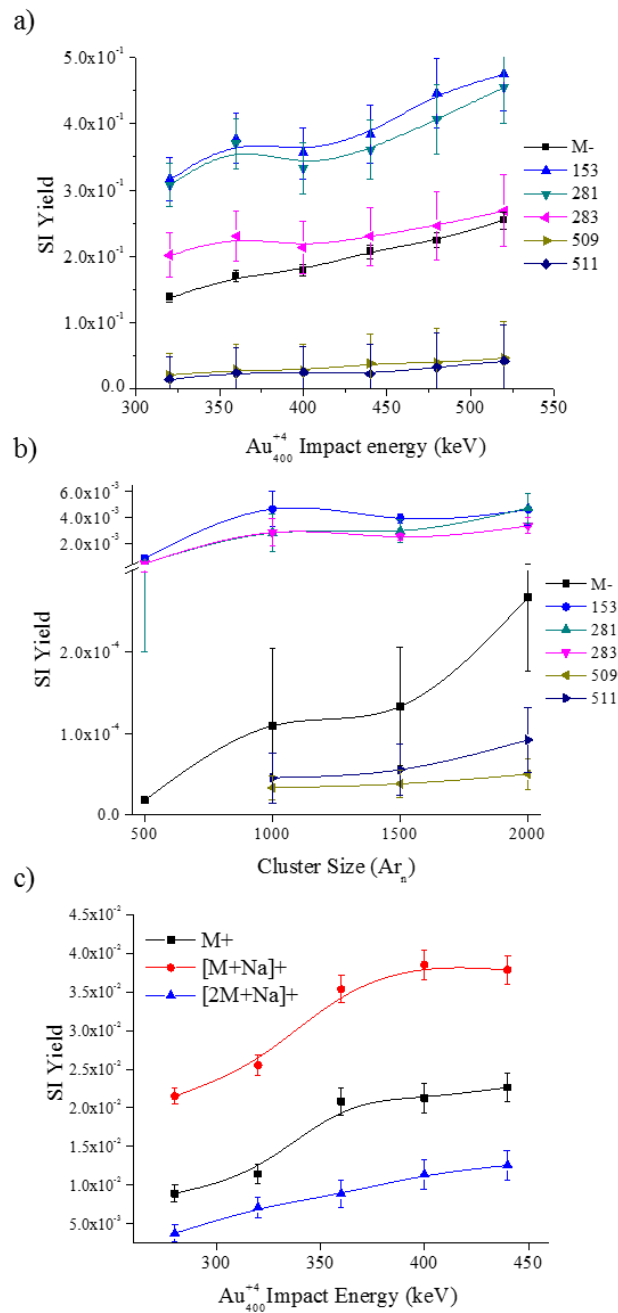 a)
5.0x10⁻¹
4.0x10⁻¹
3.0x10⁻¹
2.0x10⁻¹
1.0x10⁻¹
0.0
SI Yield
M-
153
281
283
509
511
300 350 400 450 500 550
Au⁺⁴₄₀₀ Impact energy (keV)
b)
6.0x10⁻³
4.0x10⁻³
2.0x10⁻³
2.0x10⁻⁴
1.0x10⁻⁴
0.0
SI Yield
M-
153
281
283
509
511
500 1000 1500 2000
Cluster Size (Arₙ)
c)
4.5x10⁻²
4.0x10⁻²
3.5x10⁻²
3.0x10⁻²
2.5x10⁻²
2.0x10⁻²
1.5x10⁻²
1.0x10⁻²
5.0x10⁻³
SI Yield
M+
[M+Na]+
[2M+Na]+
300 350 400 450
Au⁺⁴₄₀₀ Impact Energy (keV)